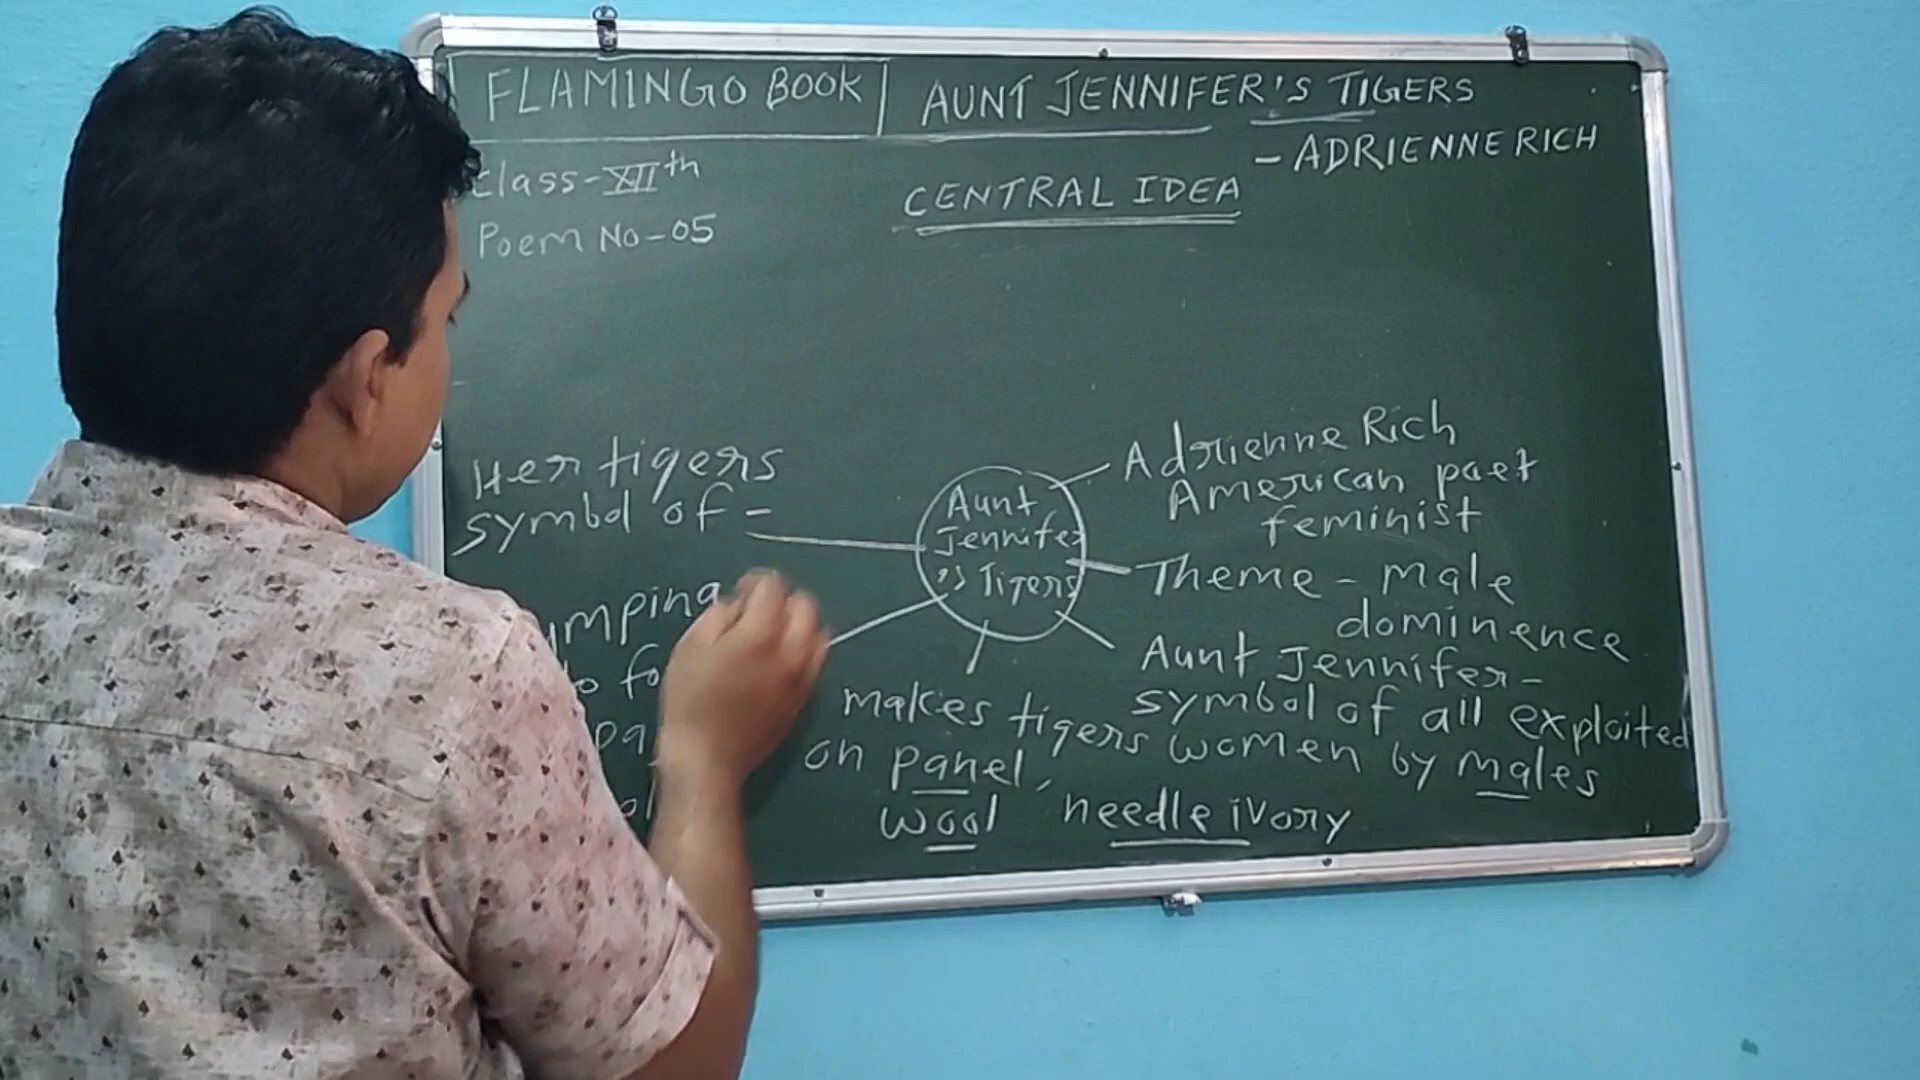 FLAMINGO BOOK
AUNT JENNIFER'S TIGERS
- ADRIENNE RICH
Class-XIIth
Poem No-05
CENTRAL IDEA
Her tigers
symbol of -
Aunt
Jennifer
's Tigers
Adrienne Rich
American paet
feminist
Theme - Male
dominence
Aunt Jennifer-
symbol of all exploited
women by males
makes tigers
on panel,
wool needle ivory